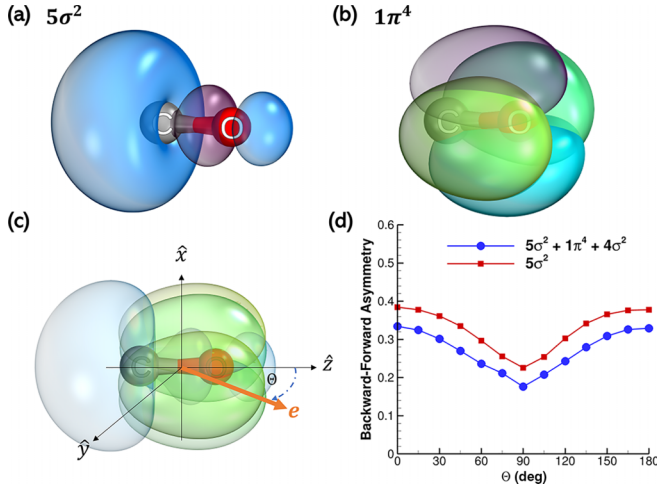 (a) 5σ²
C O
(b) 1π⁴
C O
(c)
x̂
C O
ẑ
Θ
e
ŷ
(d)
0.6
0.5
0.4
0.3
0.2
0.1
0
Backward-Forward Asymmetry
5σ² + 1π⁴ + 4σ²
5σ²
0 30 60 90 120 150 180
Θ (deg)